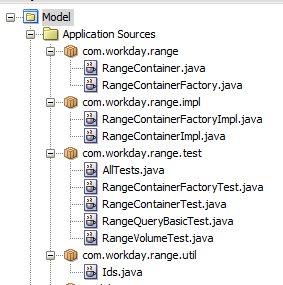 Model
Application Sources
com.workday.range
RangeContainer.java
RangeContainerFactory.java
com.workday.range.impl
RangeContainerFactoryImpl.java
RangeContainerImpl.java
com.workday.range.test
AllTests.java
RangeContainerFactoryTest.java
RangeContainerTest.java
RangeQueryBasicTest.java
RangeVolumeTest.java
com.workday.range.util
Ids.java